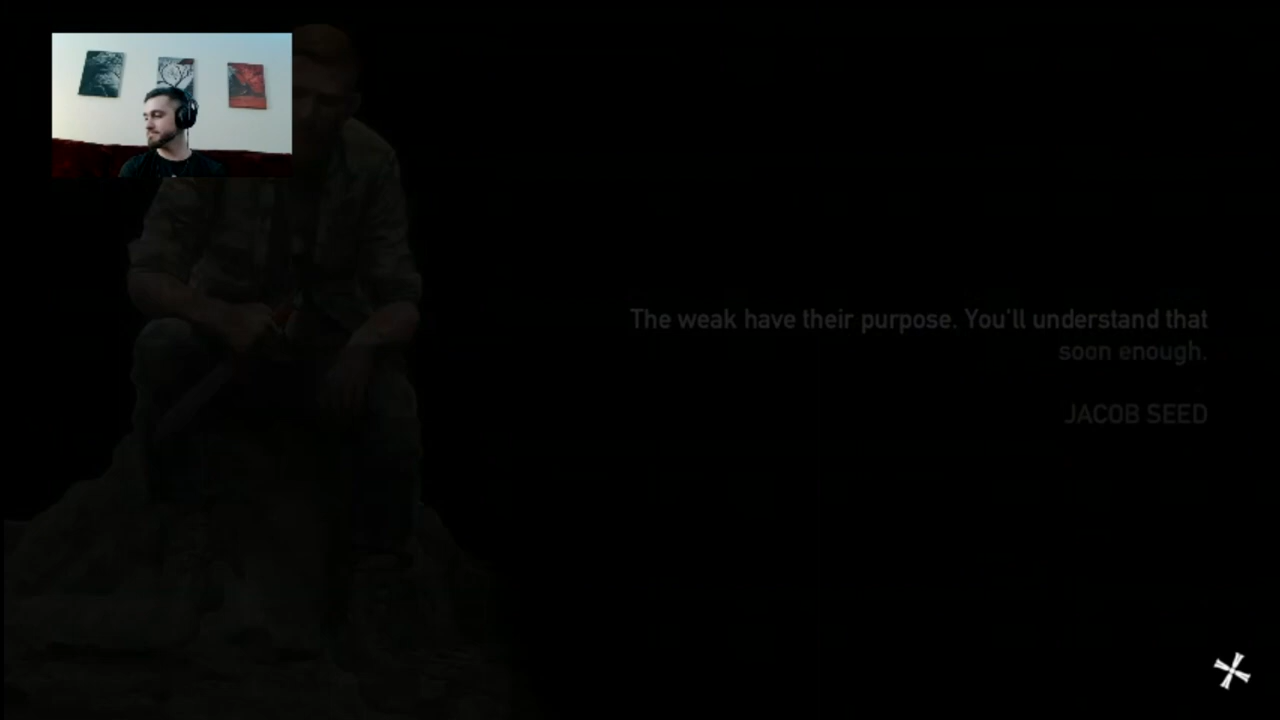 The weak have their purpose. You'll understand that
soon enough.
JACOB SEED